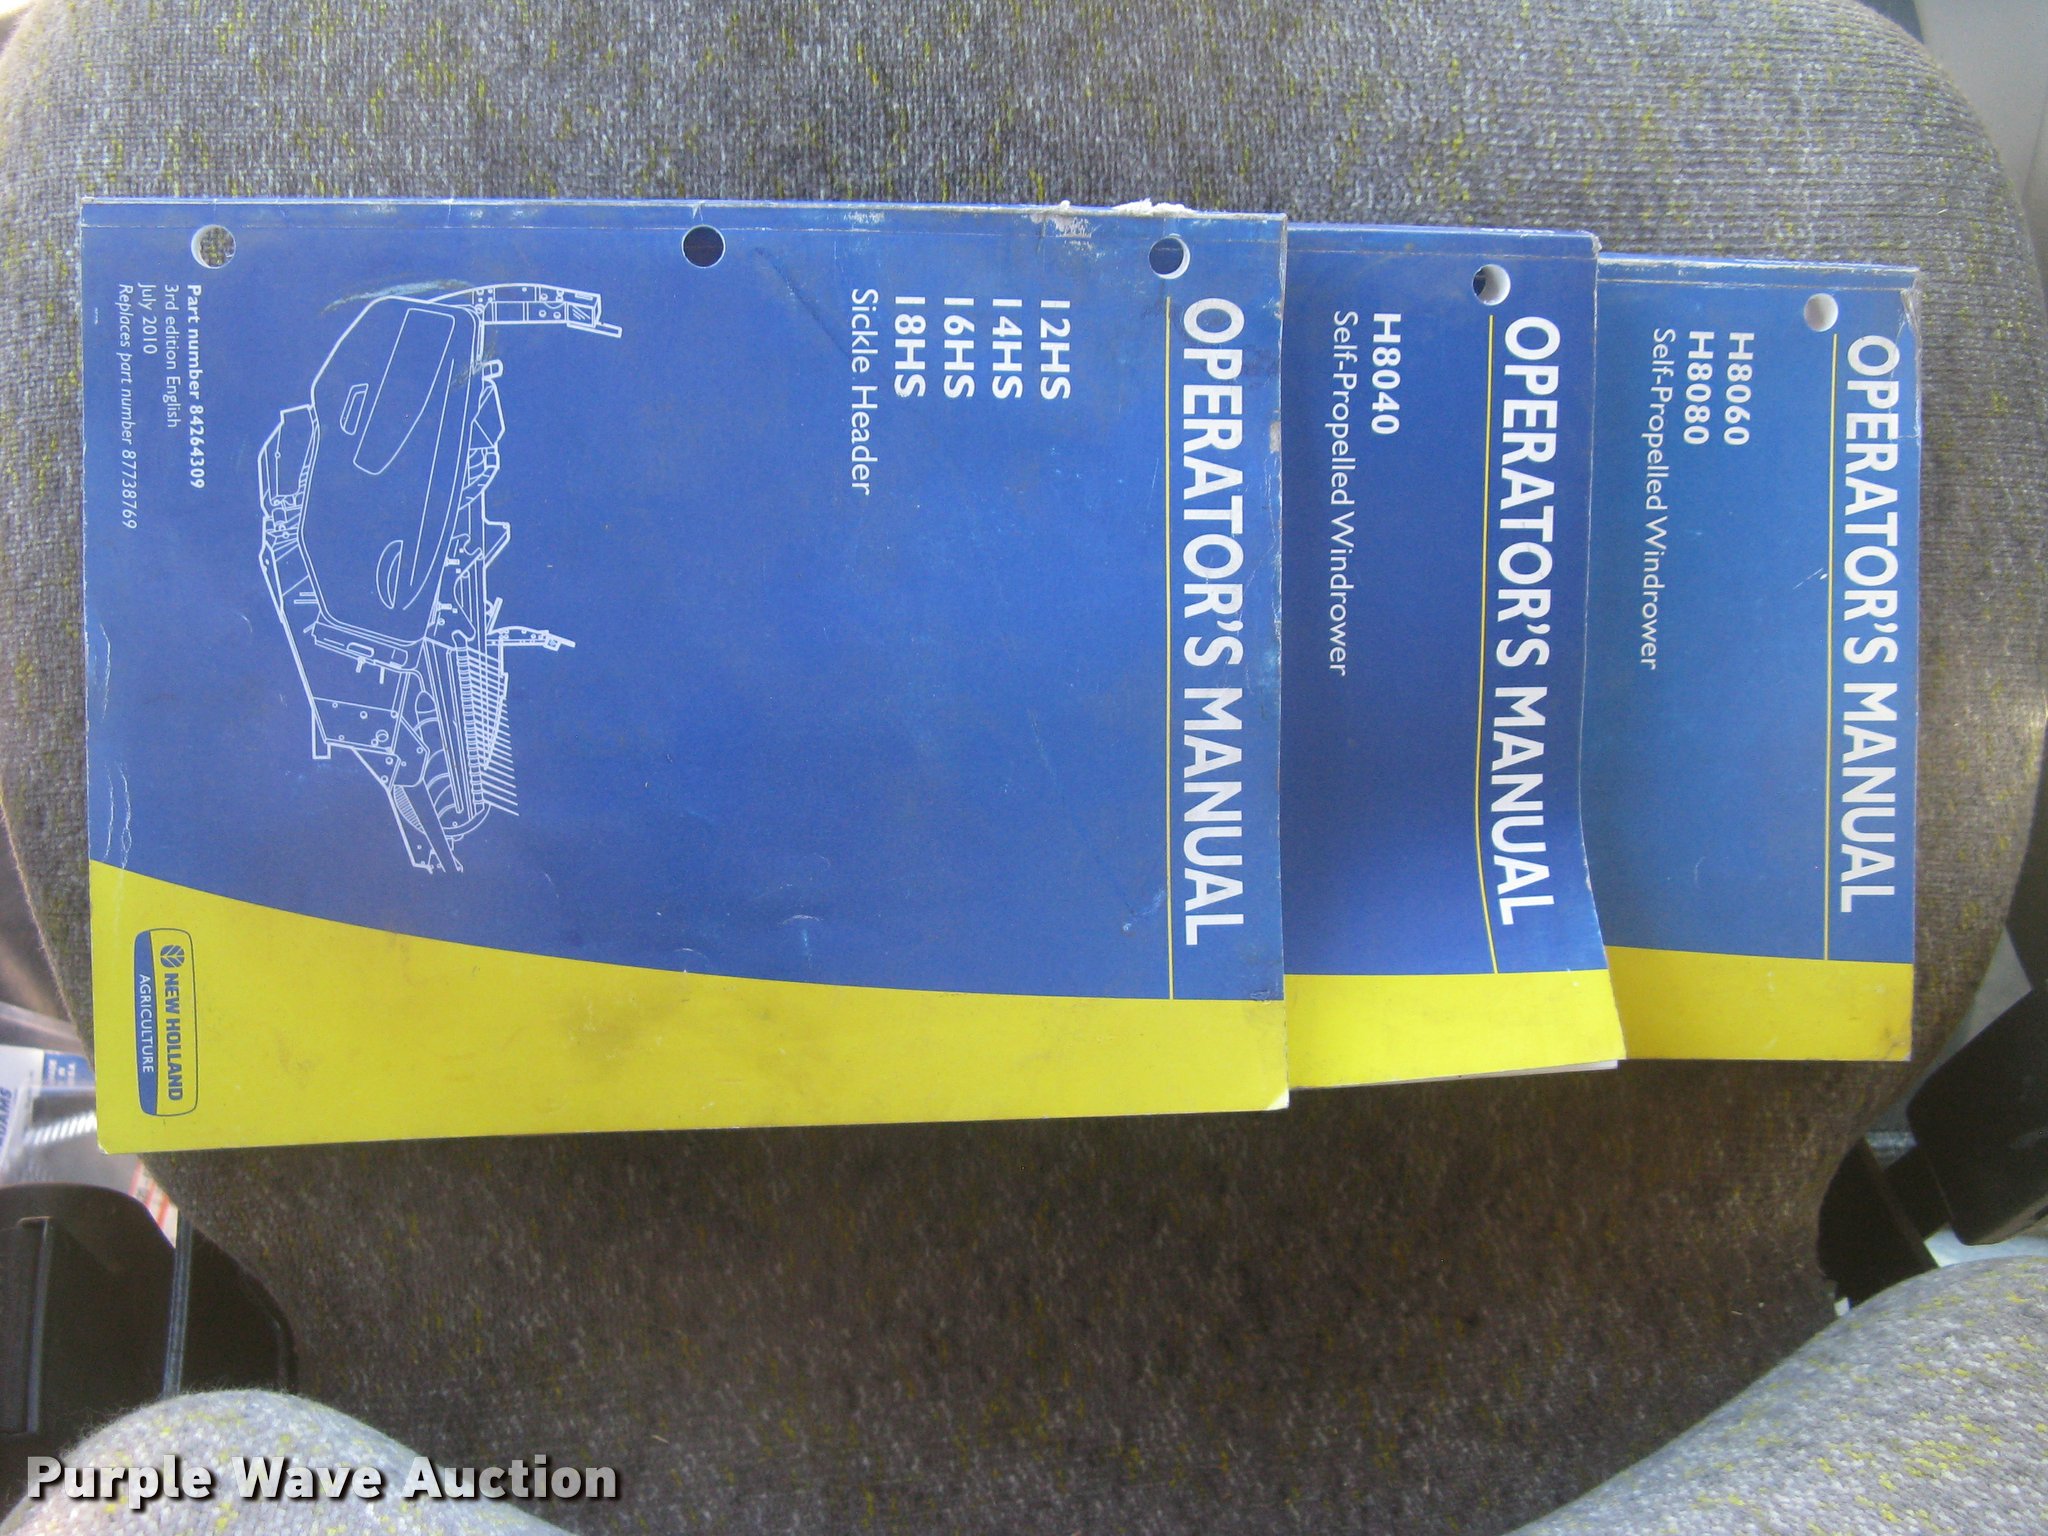 OPERATOR'S MANUAL
12HS
14HS
16HS
18HS
Sickle Header
Part number 84264309
3rd edition English
July 2010
Replaces part number 87738769
NEW HOLLAND
AGRICULTURE
OPERATOR'S MANUAL
H8040
Self-Propelled Windrower
OPERATOR'S MANUAL
H8060
H8080
Self-Propelled Windrower
Purple Wave Auction